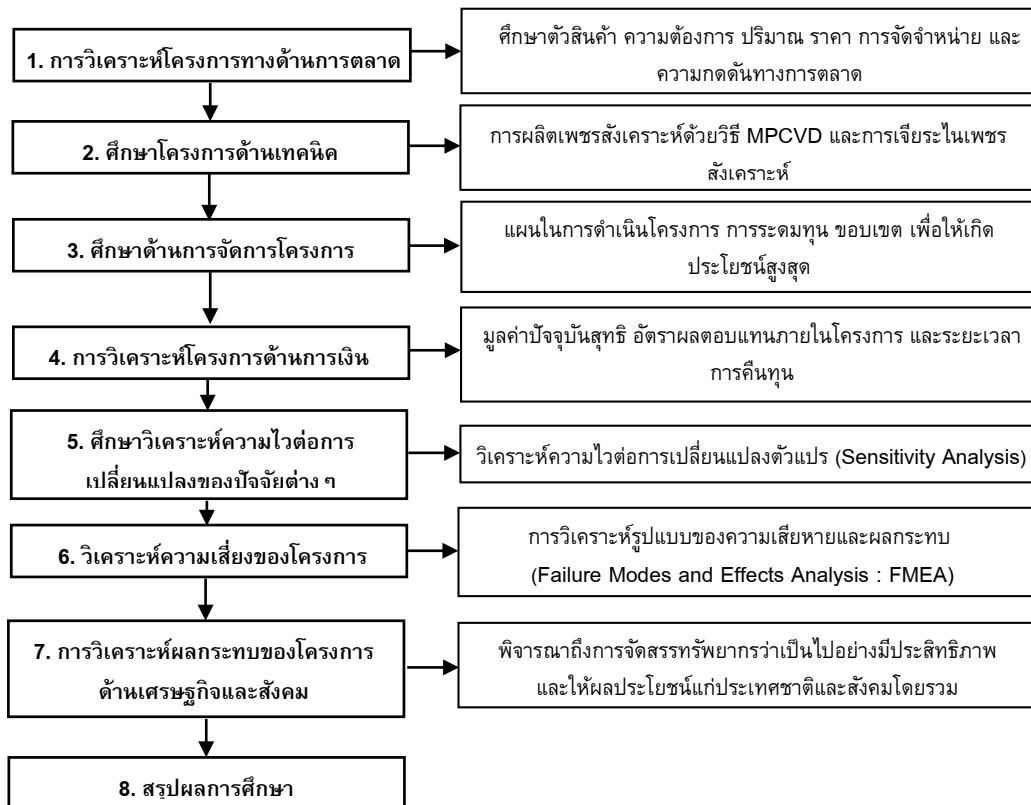 1. การวิเคราะห์โครงการทางด้านการตลาด
ศึกษาตัวสินค้า ความต้องการ ปริมาณ ราคา การจัดจำหน่าย และ
ความกดดันทางการตลาด
2. ศึกษาโครงการด้านเทคนิค
การผลิตเพชรสังเคราะห์ด้วยวิธี MPCVD และการเจียระไนเพชร
สังเคราะห์
3. ศึกษาด้านการจัดการโครงการ
แผนในการดำเนินโครงการ การระดมทุน ขอบเขต เพื่อให้เกิด
ประโยชน์สูงสุด
4. การวิเคราะห์โครงการด้านการเงิน
มูลค่าปัจจุบันสุทธิ อัตราผลตอบแทนภายในโครงการ และระยะเวลา
การคืนทุน
5. ศึกษาวิเคราะห์ความไวต่อการ
เปลี่ยนแปลงของปัจจัยต่าง ๆ
วิเคราะห์ความไวต่อการเปลี่ยนแปลงตัวแปร (Sensitivity Analysis)
6. วิเคราะห์ความเสี่ยงของโครงการ
การวิเคราะห์รูปแบบของความเสียหายและผลกระทบ
(Failure Modes and Effects Analysis : FMEA)
7. การวิเคราะห์ผลกระทบของโครงการ
ด้านเศรษฐกิจและสังคม
พิจารณาถึงการจัดสรรทรัพยากรว่าเป็นไปอย่างมีประสิทธิภาพ
และให้ผลประโยชน์แก่ประเทศชาติและสังคมโดยรวม
8. สรุปผลการศึกษา